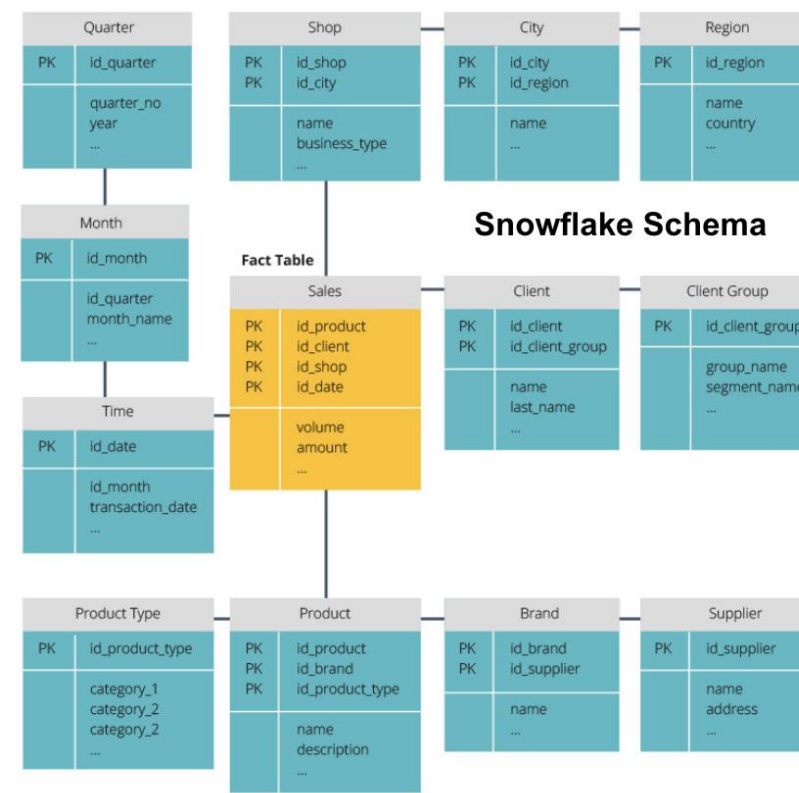 Quarter
PK id_quarter
quarter_no
year
...
Shop
PK id_shop
PK id_city
name
business_type
...
City
PK id_city
PK id_region
name
...
Region
PK id_region
name
country
...
Snowflake Schema
Month
PK id_month
id_quarter
month_name
...
Fact Table
Sales
PK id_product
PK id_client
PK id_shop
PK id_date
volume
amount
...
Client
PK id_client
PK id_client_group
name
last_name
...
Client Group
PK id_client_group
group_name
segment_name
...
Time
PK id_date
id_month
transaction_date
...
Product Type
PK id_product_type
category_1
category_2
category_2
...
Product
PK id_product
PK id_brand
PK id_product_type
name
description
...
Brand
PK id_brand
PK id_supplier
name
...
Supplier
PK id_supplier
name
address
...